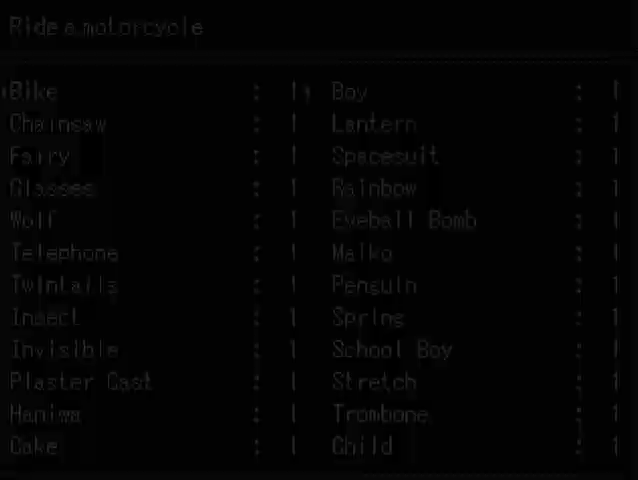 Ride a motorcycle
Bike : 1 Boy : 1
Chainsaw : 1 Lantern : 1
Fairy : 1 Spacesuit : 1
Glasses : 1 Rainbow : 1
Wolf : 1 Eyeball Bomb : 1
Telephone : 1 Maiko : 1
Twintails : 1 Penguin : 1
Insect : 1 Spring : 1
Invisible : 1 School Boy : 1
Plaster Cast : 1 Stretch : 1
Haniwa : 1 Trombone : 1
Cake : 1 Child : 1